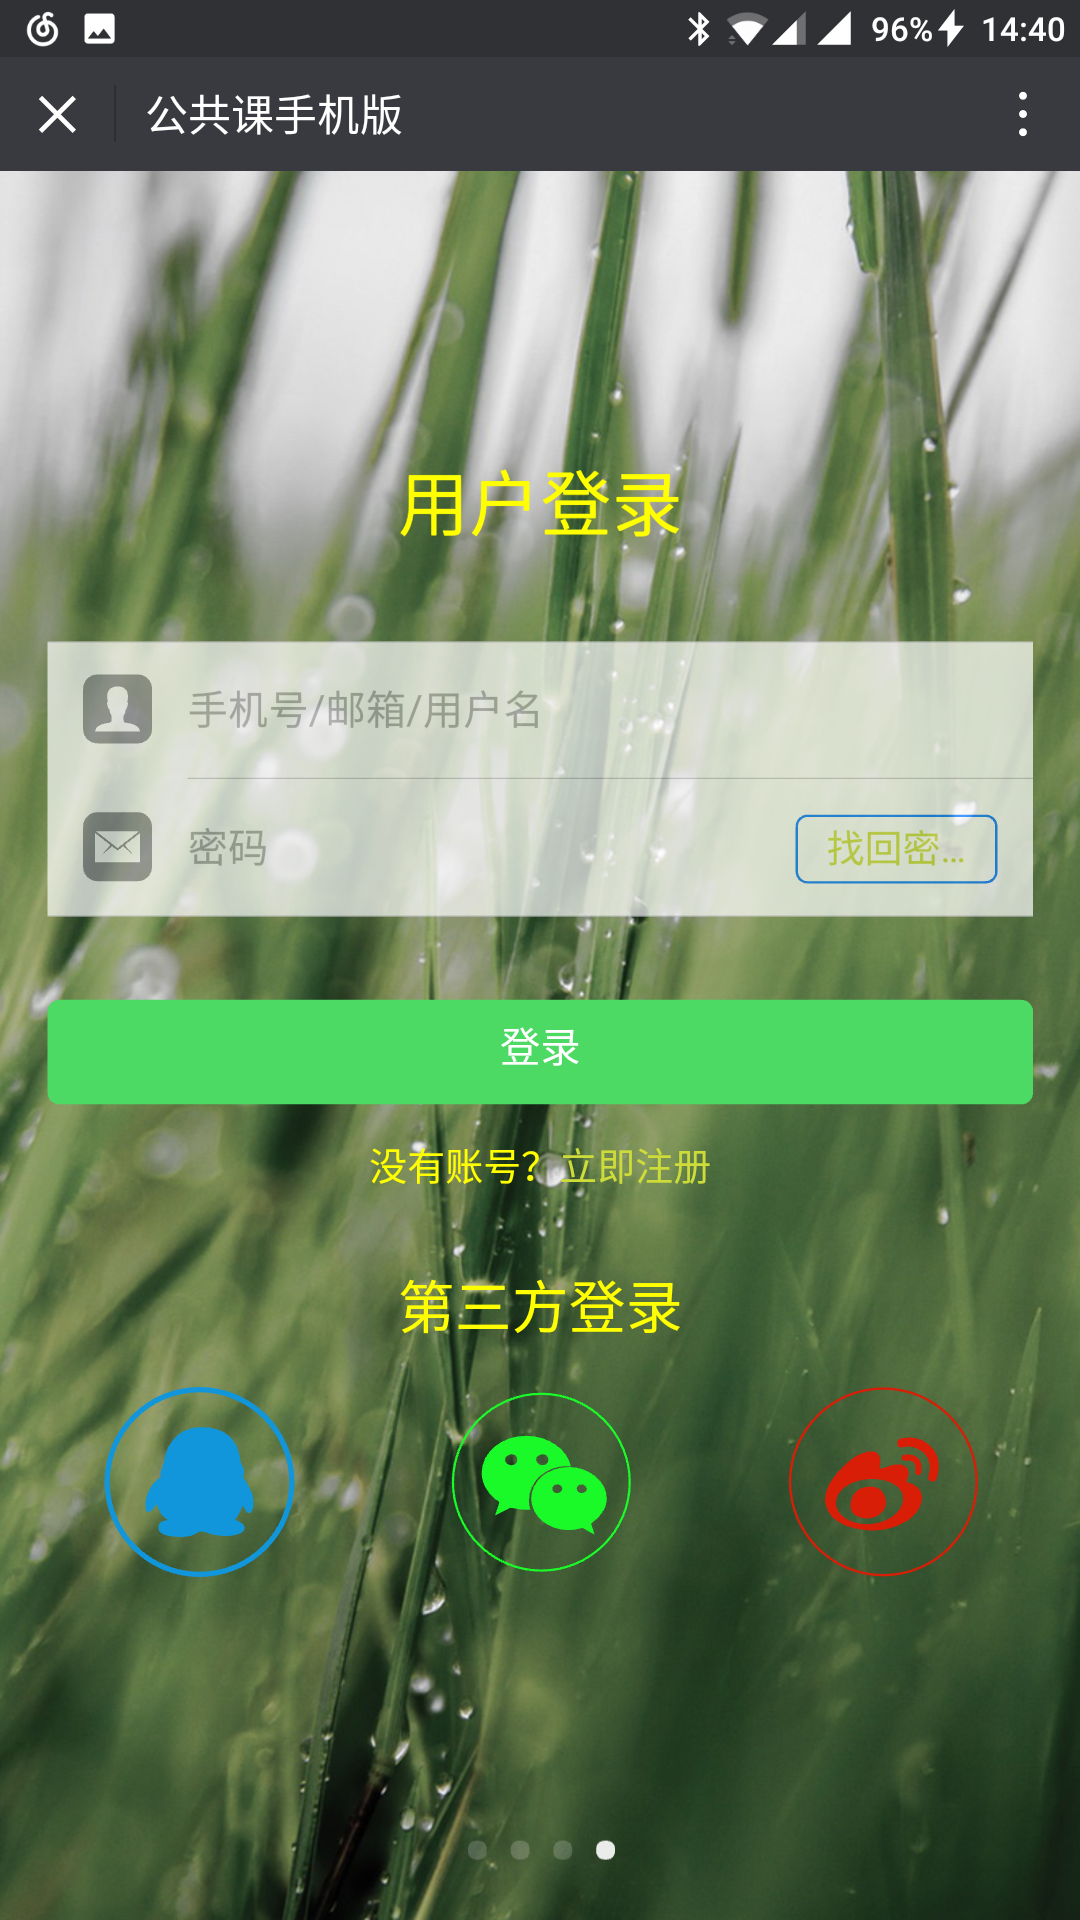 96% 14:40
公共课手机版
用户登录
手机号/邮箱/用户名
密码 找回密...
登录
没有账号？立即注册
第三方登录